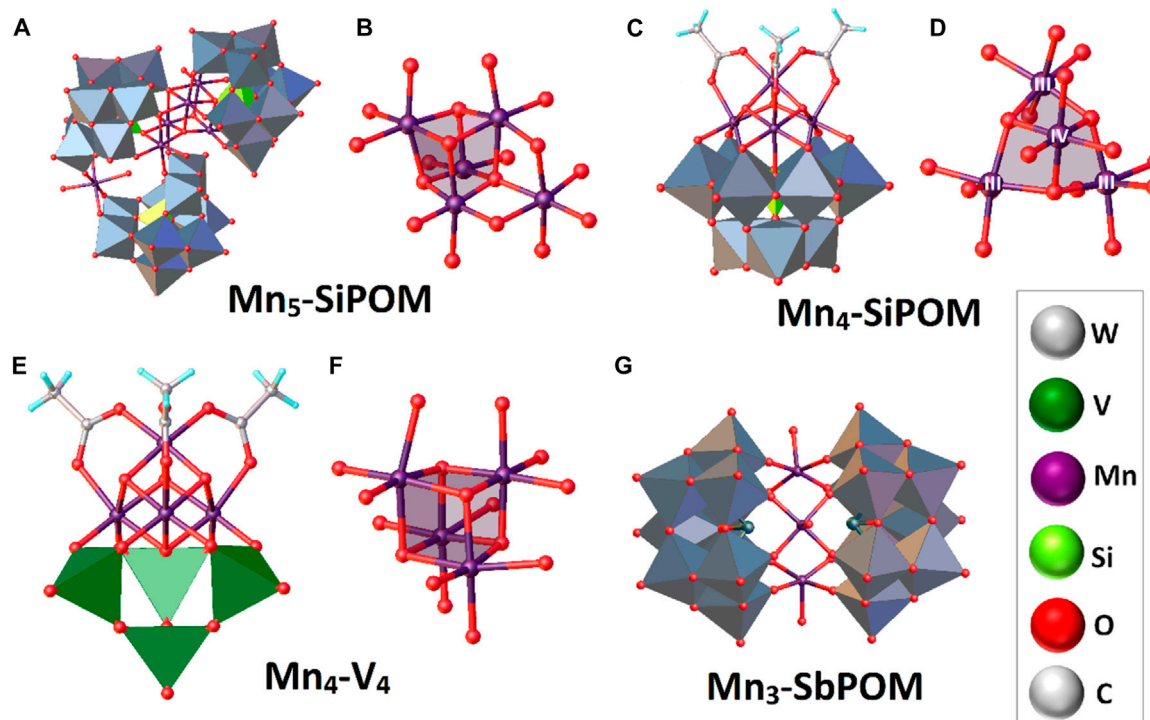 A
B
C
D
III
IV
III
III
Mn₅-SiPOM
Mn₄-SiPOM
E
F
G
Mn₄-V₄
Mn₃-SbPOM
W
V
Mn
Si
O
C